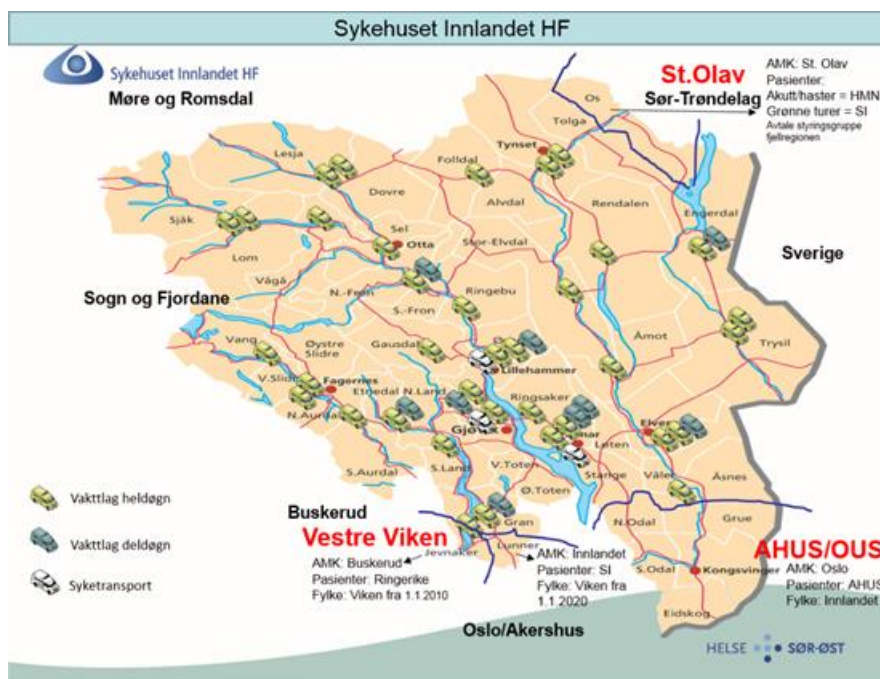 Sykehuset Innlandet HF
Sykehuset Innlandet HF
Møre og Romsdal
St.Olav
Sør-Trøndelag
AMK: St. Olav
Pasienter:
Akutt/haster = HMN
Grønne turer = SI
Avtale styringsgruppe
fjellregionen
Os
Tolga
Tynset
Folldal
Alvdal
Rendalen
Engerdal
Lesja
Dovre
Sjåk
Lom
Vågå
Sel
Otta
Stor-Elvdal
Sverige
Sogn og Fjordane
N.-Fron
S.-Fron
Ringebu
Vang
Øystre
Slidre
Gausdal
Åmot
Trysil
V.Slidre
Fagernes
Lillehammer
Etnedal
N.Land
Ringsaker
N.Aurdal
Gjøvik
Løten
S.Aurdal
S.Land
V.Toten
Stange
Våler
Åsnes
Ø.Toten
Vakttlag heldøgn
Vakttlag deldøgn
Syketransport
Buskerud
Vestre Viken
AMK: Buskerud
Pasienter: Ringerike
Fylke: Viken fra 1.1.2010
Gran
Jevnaker
Lunner
AMK: Innlandet
Pasienter: SI
Fylke: Viken fra
1.1.2020
N.Odal
Grue
S.Odal
Kongsvinger
Eidskog
AHUS/OUS
AMK: Oslo
Pasienter: AHUS
Fylke: Innlandet
Oslo/Akershus
HELSE SØR-ØST